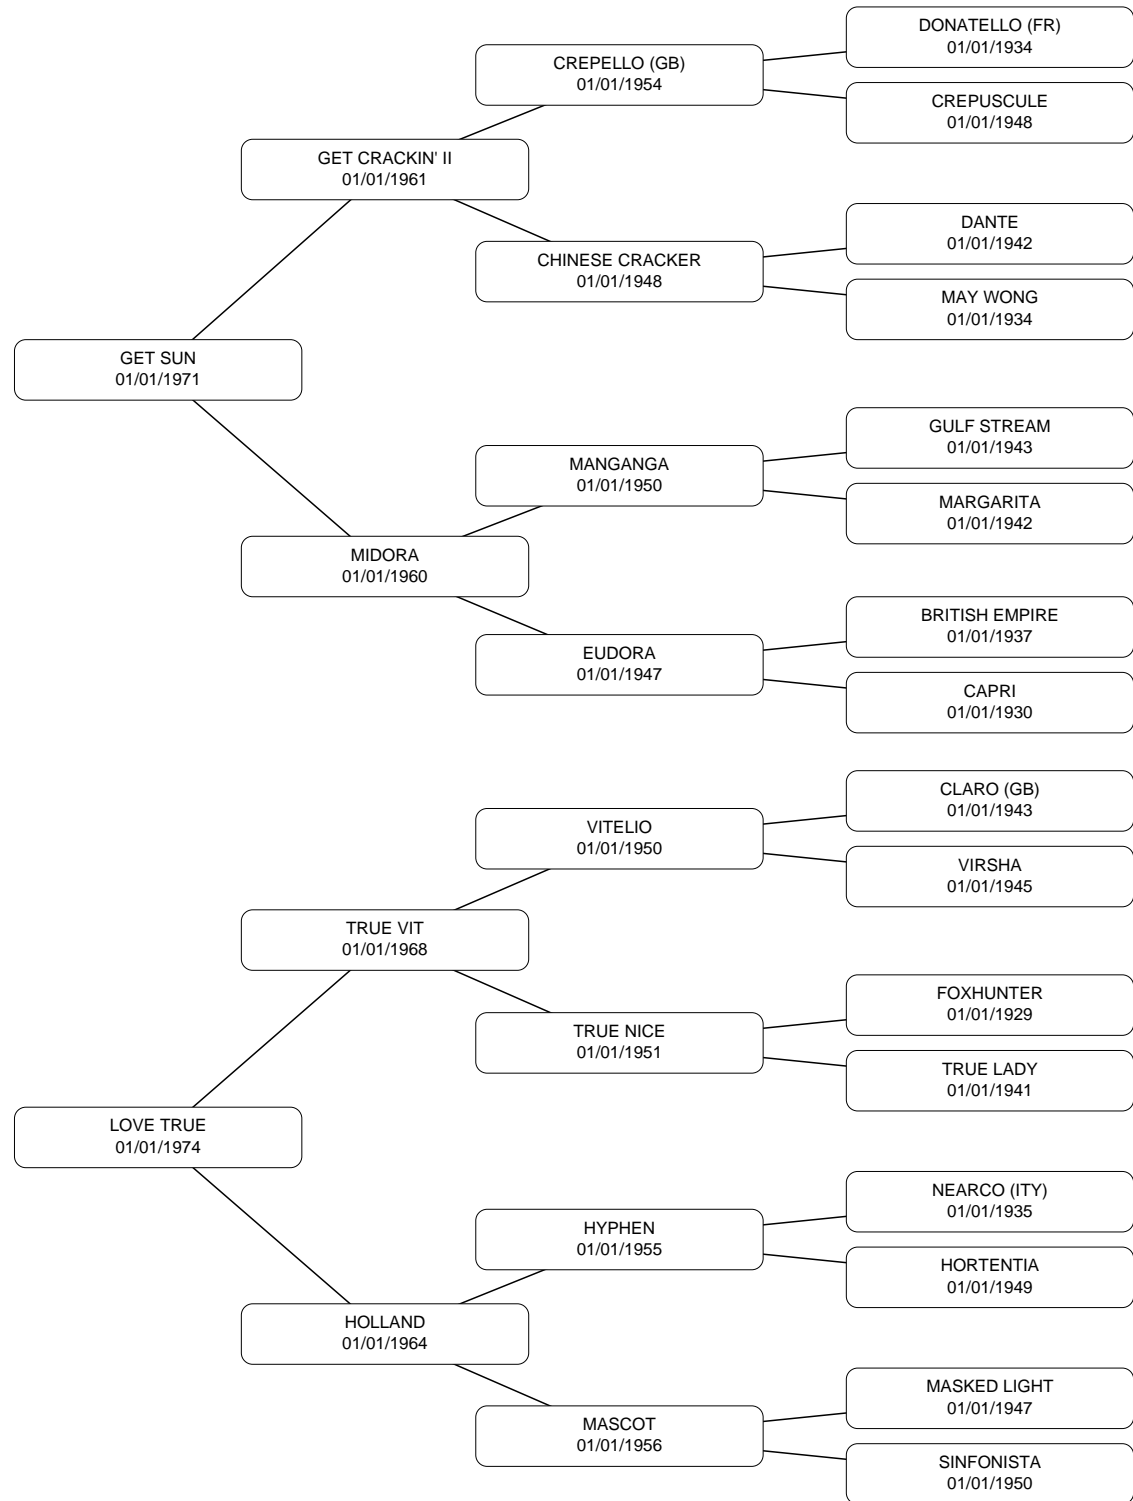 DONATELLO (FR)
01/01/1934
CREPELLO (GB)
01/01/1954
CREPUSCULE
01/01/1948
GET CRACKIN' II
01/01/1961
DANTE
01/01/1942
CHINESE CRACKER
01/01/1948
MAY WONG
01/01/1934
GET SUN
01/01/1971
GULF STREAM
01/01/1943
MANGANGA
01/01/1950
MARGARITA
01/01/1942
MIDORA
01/01/1960
BRITISH EMPIRE
01/01/1937
EUDORA
01/01/1947
CAPRI
01/01/1930
CLARO (GB)
01/01/1943
VITELIO
01/01/1950
VIRSHA
01/01/1945
TRUE VIT
01/01/1968
FOXHUNTER
01/01/1929
TRUE NICE
01/01/1951
TRUE LADY
01/01/1941
LOVE TRUE
01/01/1974
NEARCO (ITY)
01/01/1935
HYPHEN
01/01/1955
HORTENTIA
01/01/1949
HOLLAND
01/01/1964
MASKED LIGHT
01/01/1947
MASCOT
01/01/1956
SINFONISTA
01/01/1950